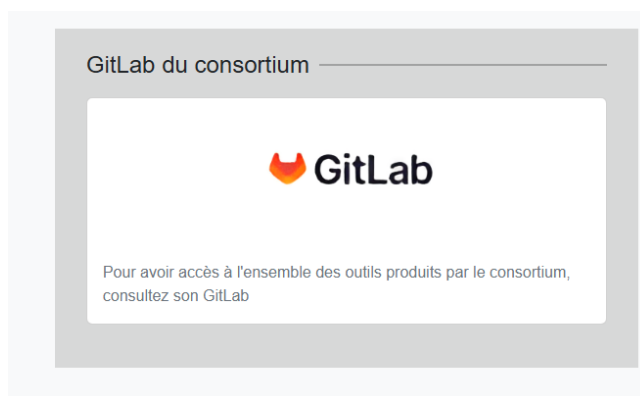 GitLab du consortium
GitLab
Pour avoir accès à l'ensemble des outils produits par le consortium,
consultez son GitLab